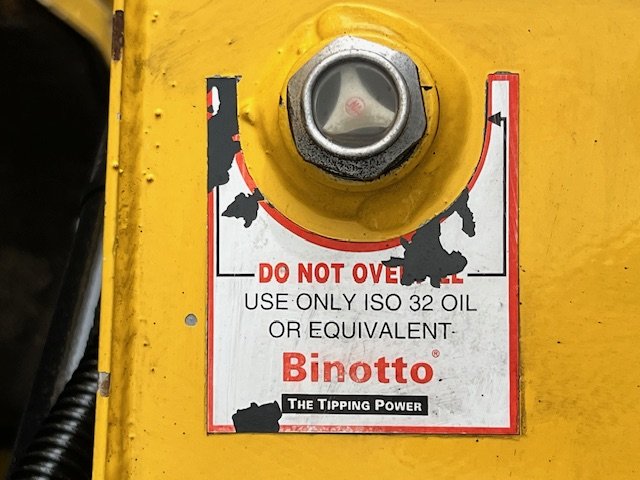 DO NOT
USE ONLY ISO 32 OIL
OR EQUIVALENT
Binotto®
THE TIPPING POWER